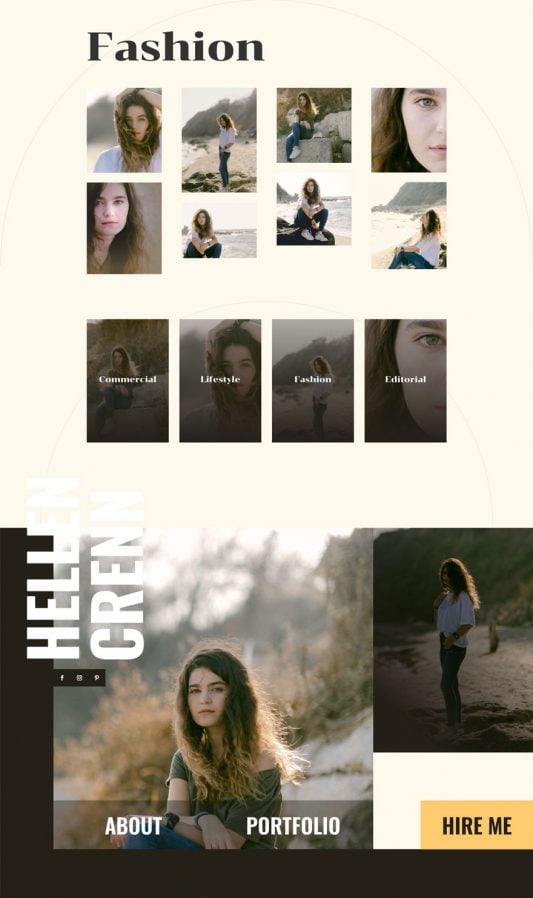 Fashion
Commercial
Lifestyle
Fashion
Editorial
HELLEN
CRENN
ABOUT
PORTFOLIO
HIRE ME